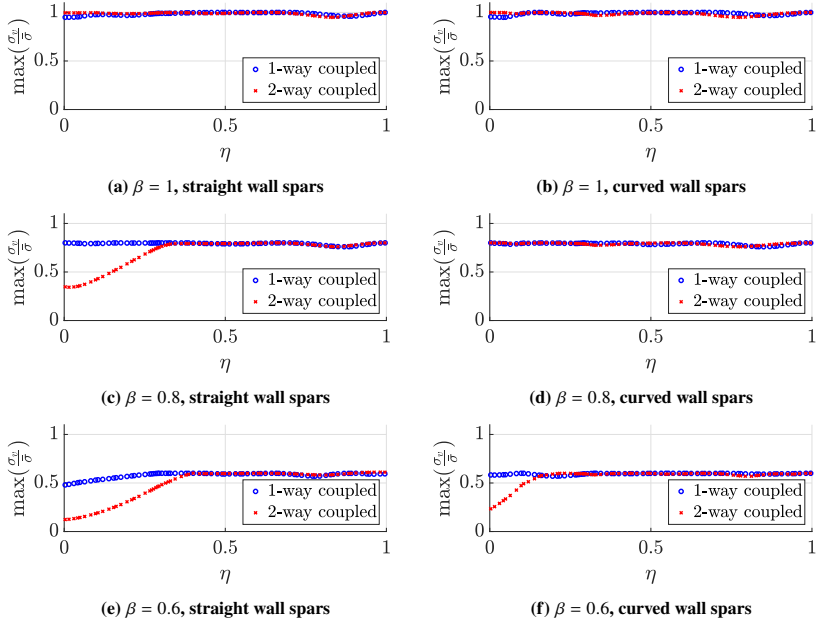 1
0.5
0
max(σ_v/σ̄)
1-way coupled
2-way coupled
0 0.5 1
η
(a) β = 1, straight wall spars
1
0.5
0
max(σ_v/σ̄)
1-way coupled
2-way coupled
0 0.5 1
η
(b) β = 1, curved wall spars
1
0.5
0
max(σ_v/σ̄)
1-way coupled
2-way coupled
0 0.5 1
η
(c) β = 0.8, straight wall spars
1
0.5
0
max(σ_v/σ̄)
1-way coupled
2-way coupled
0 0.5 1
η
(d) β = 0.8, curved wall spars
1
0.5
0
max(σ_v/σ̄)
1-way coupled
2-way coupled
0 0.5 1
η
(e) β = 0.6, straight wall spars
1
0.5
0
max(σ_v/σ̄)
1-way coupled
2-way coupled
0 0.5 1
η
(f) β = 0.6, curved wall spars